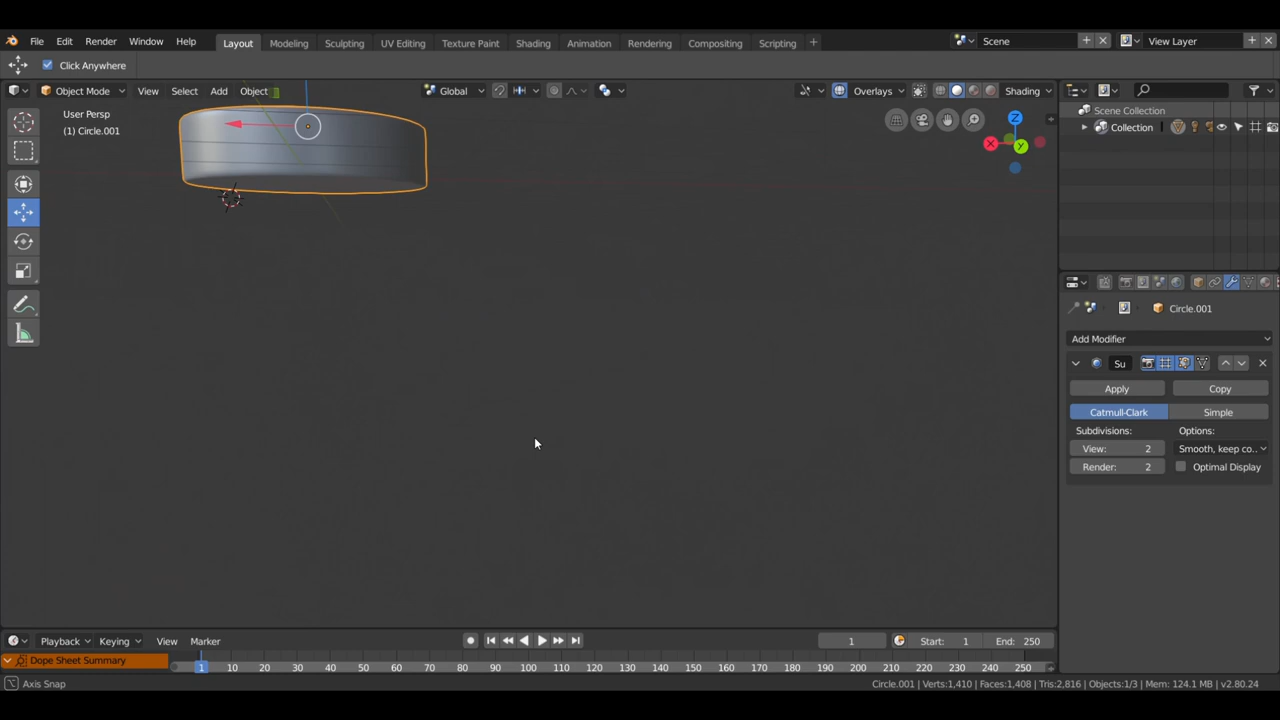 File Edit Render Window Help Layout Modeling Sculpting UV Editing Texture Paint Shading Animation Rendering Compositing Scripting + Scene View Layer
Click Anywhere
Object Mode View Select Add Object Global Overlays Shading
User Persp
(1) Circle.001
Z
X
Y
Scene Collection
Collection
Circle.001
Add Modifier
Su
Apply Copy
Catmull-Clark Simple
Subdivisions: Options:
View: 2 Smooth, keep co..
Render: 2 Optimal Display
Playback Keying View Marker 1 Start: 1 End: 250
Dope Sheet Summary 1 10 20 30 40 50 60 70 80 90 100 110 120 130 140 150 160 170 180 190 200 210 220 230 240 250
Axis Snap Circle.001 | Verts:1,410 | Faces:1,408 | Tris:2,816 | Objects:1/3 | Mem: 124.1 MB | v2.80.24